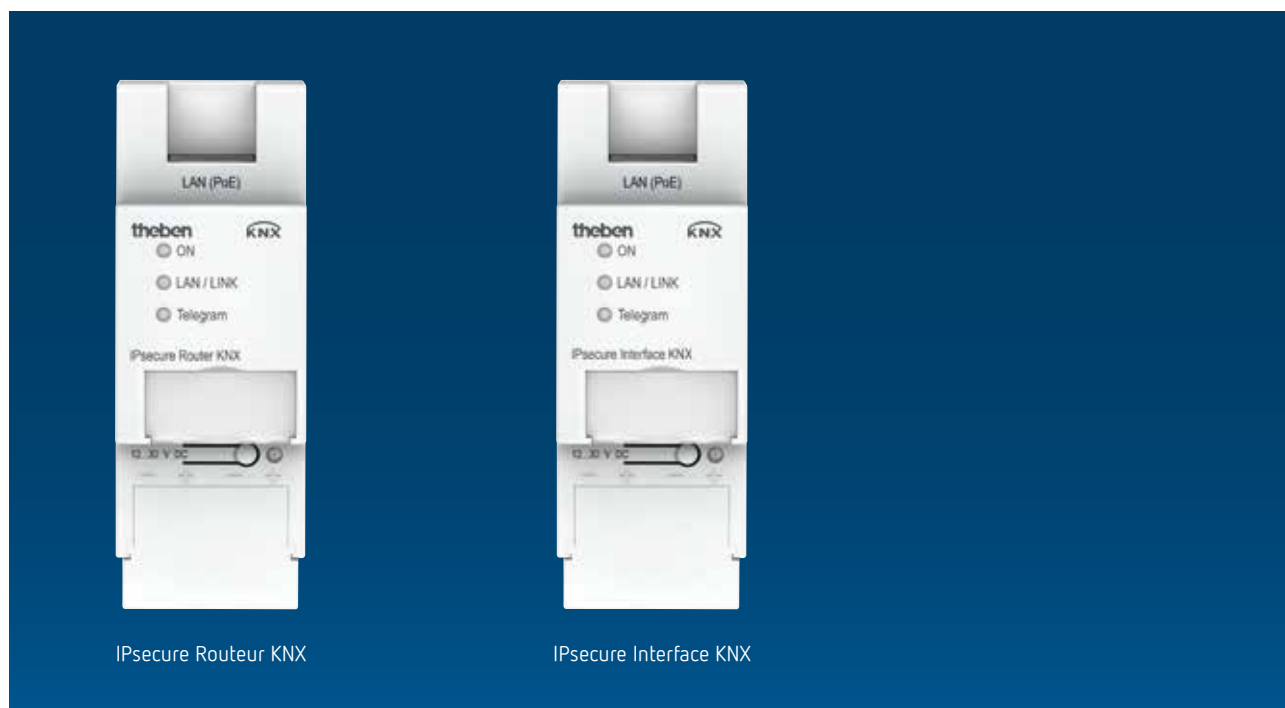 LAN (PoE)
theben KNX
ON
LAN / LINK
Telegram
IPsecure Router KNX
12...30 V DC
IPsecure Routeur KNX
LAN (PoE)
theben KNX
ON
LAN / LINK
Telegram
IPsecure Interface KNX
12...30 V DC
IPsecure Interface KNX